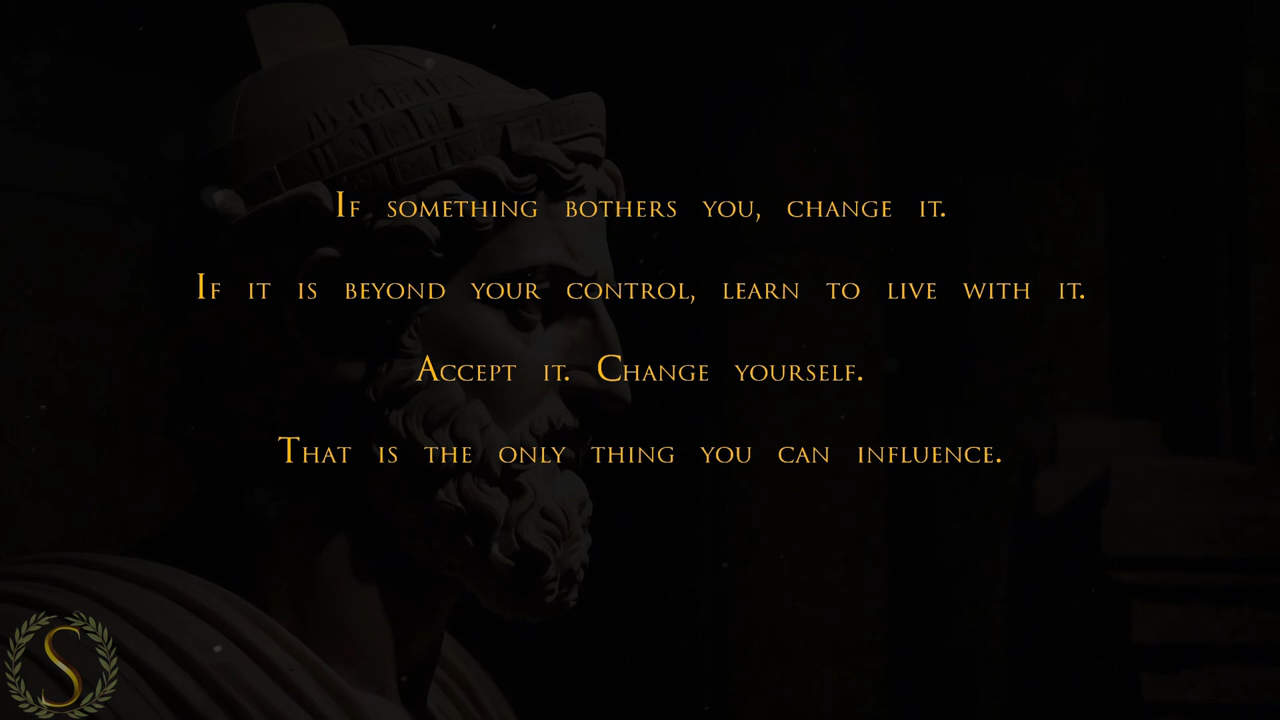 If something bothers you, change it.
If it is beyond your control, learn to live with it.
Accept it. Change yourself.
That is the only thing you can influence.
S